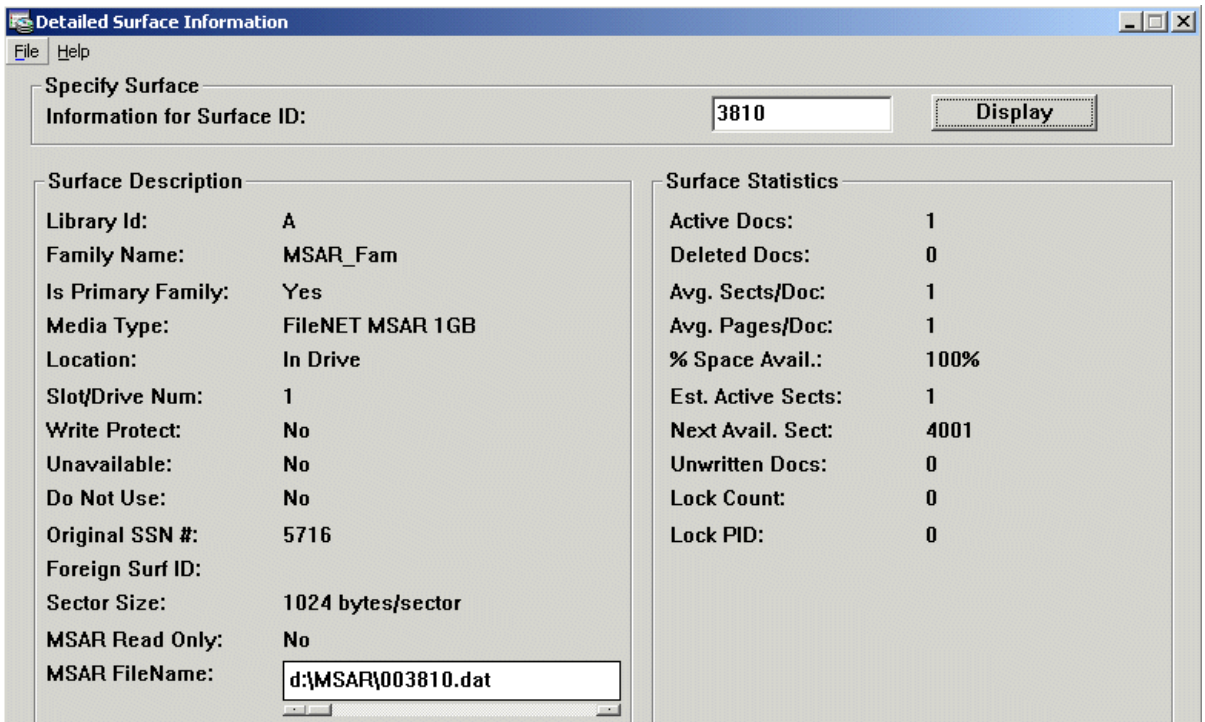 Detailed Surface Information
File Help
Specify Surface
Information for Surface ID: 3810 Display
Surface Description
Library Id: A
Family Name: MSAR_Fam
Is Primary Family: Yes
Media Type: FileNET MSAR 1GB
Location: In Drive
Slot/Drive Num: 1
Write Protect: No
Unavailable: No
Do Not Use: No
Original SSN #: 5716
Foreign Surf ID:
Sector Size: 1024 bytes/sector
MSAR Read Only: No
MSAR FileName: d:\MSAR\003810.dat
Surface Statistics
Active Docs: 1
Deleted Docs: 0
Avg. Sects/Doc: 1
Avg. Pages/Doc: 1
% Space Avail.: 100%
Est. Active Sects: 1
Next Avail. Sect: 4001
Unwritten Docs: 0
Lock Count: 0
Lock PID: 0